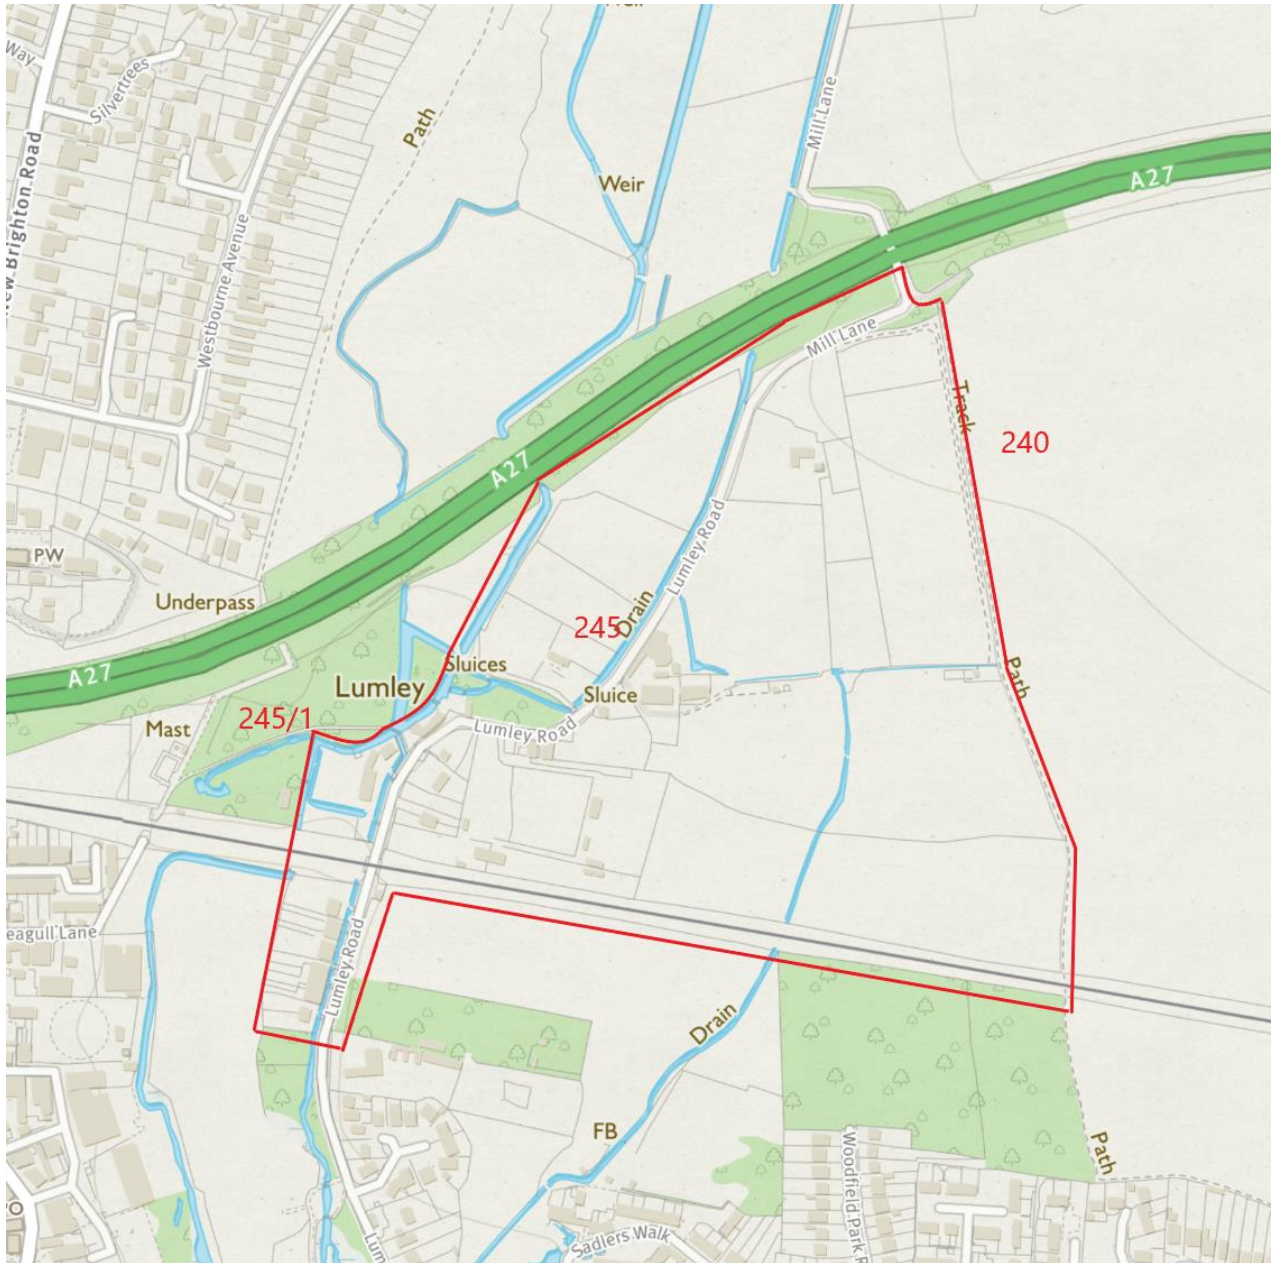 Way
Silvertrees
Path
Mill Lane
New Brighton Road
Weir
A27
Westbourne Avenue
Mill Lane
Track
240
A27
PW
Lumley Road
Underpass
Drain
245
Sluices
Path
A27
Lumley
Sluice
245/1
Mast
Lumley Road
eagull Lane
Lumley Road
Drain
FB
Path
Woodfield Park R
Sadlers Walk
Lum